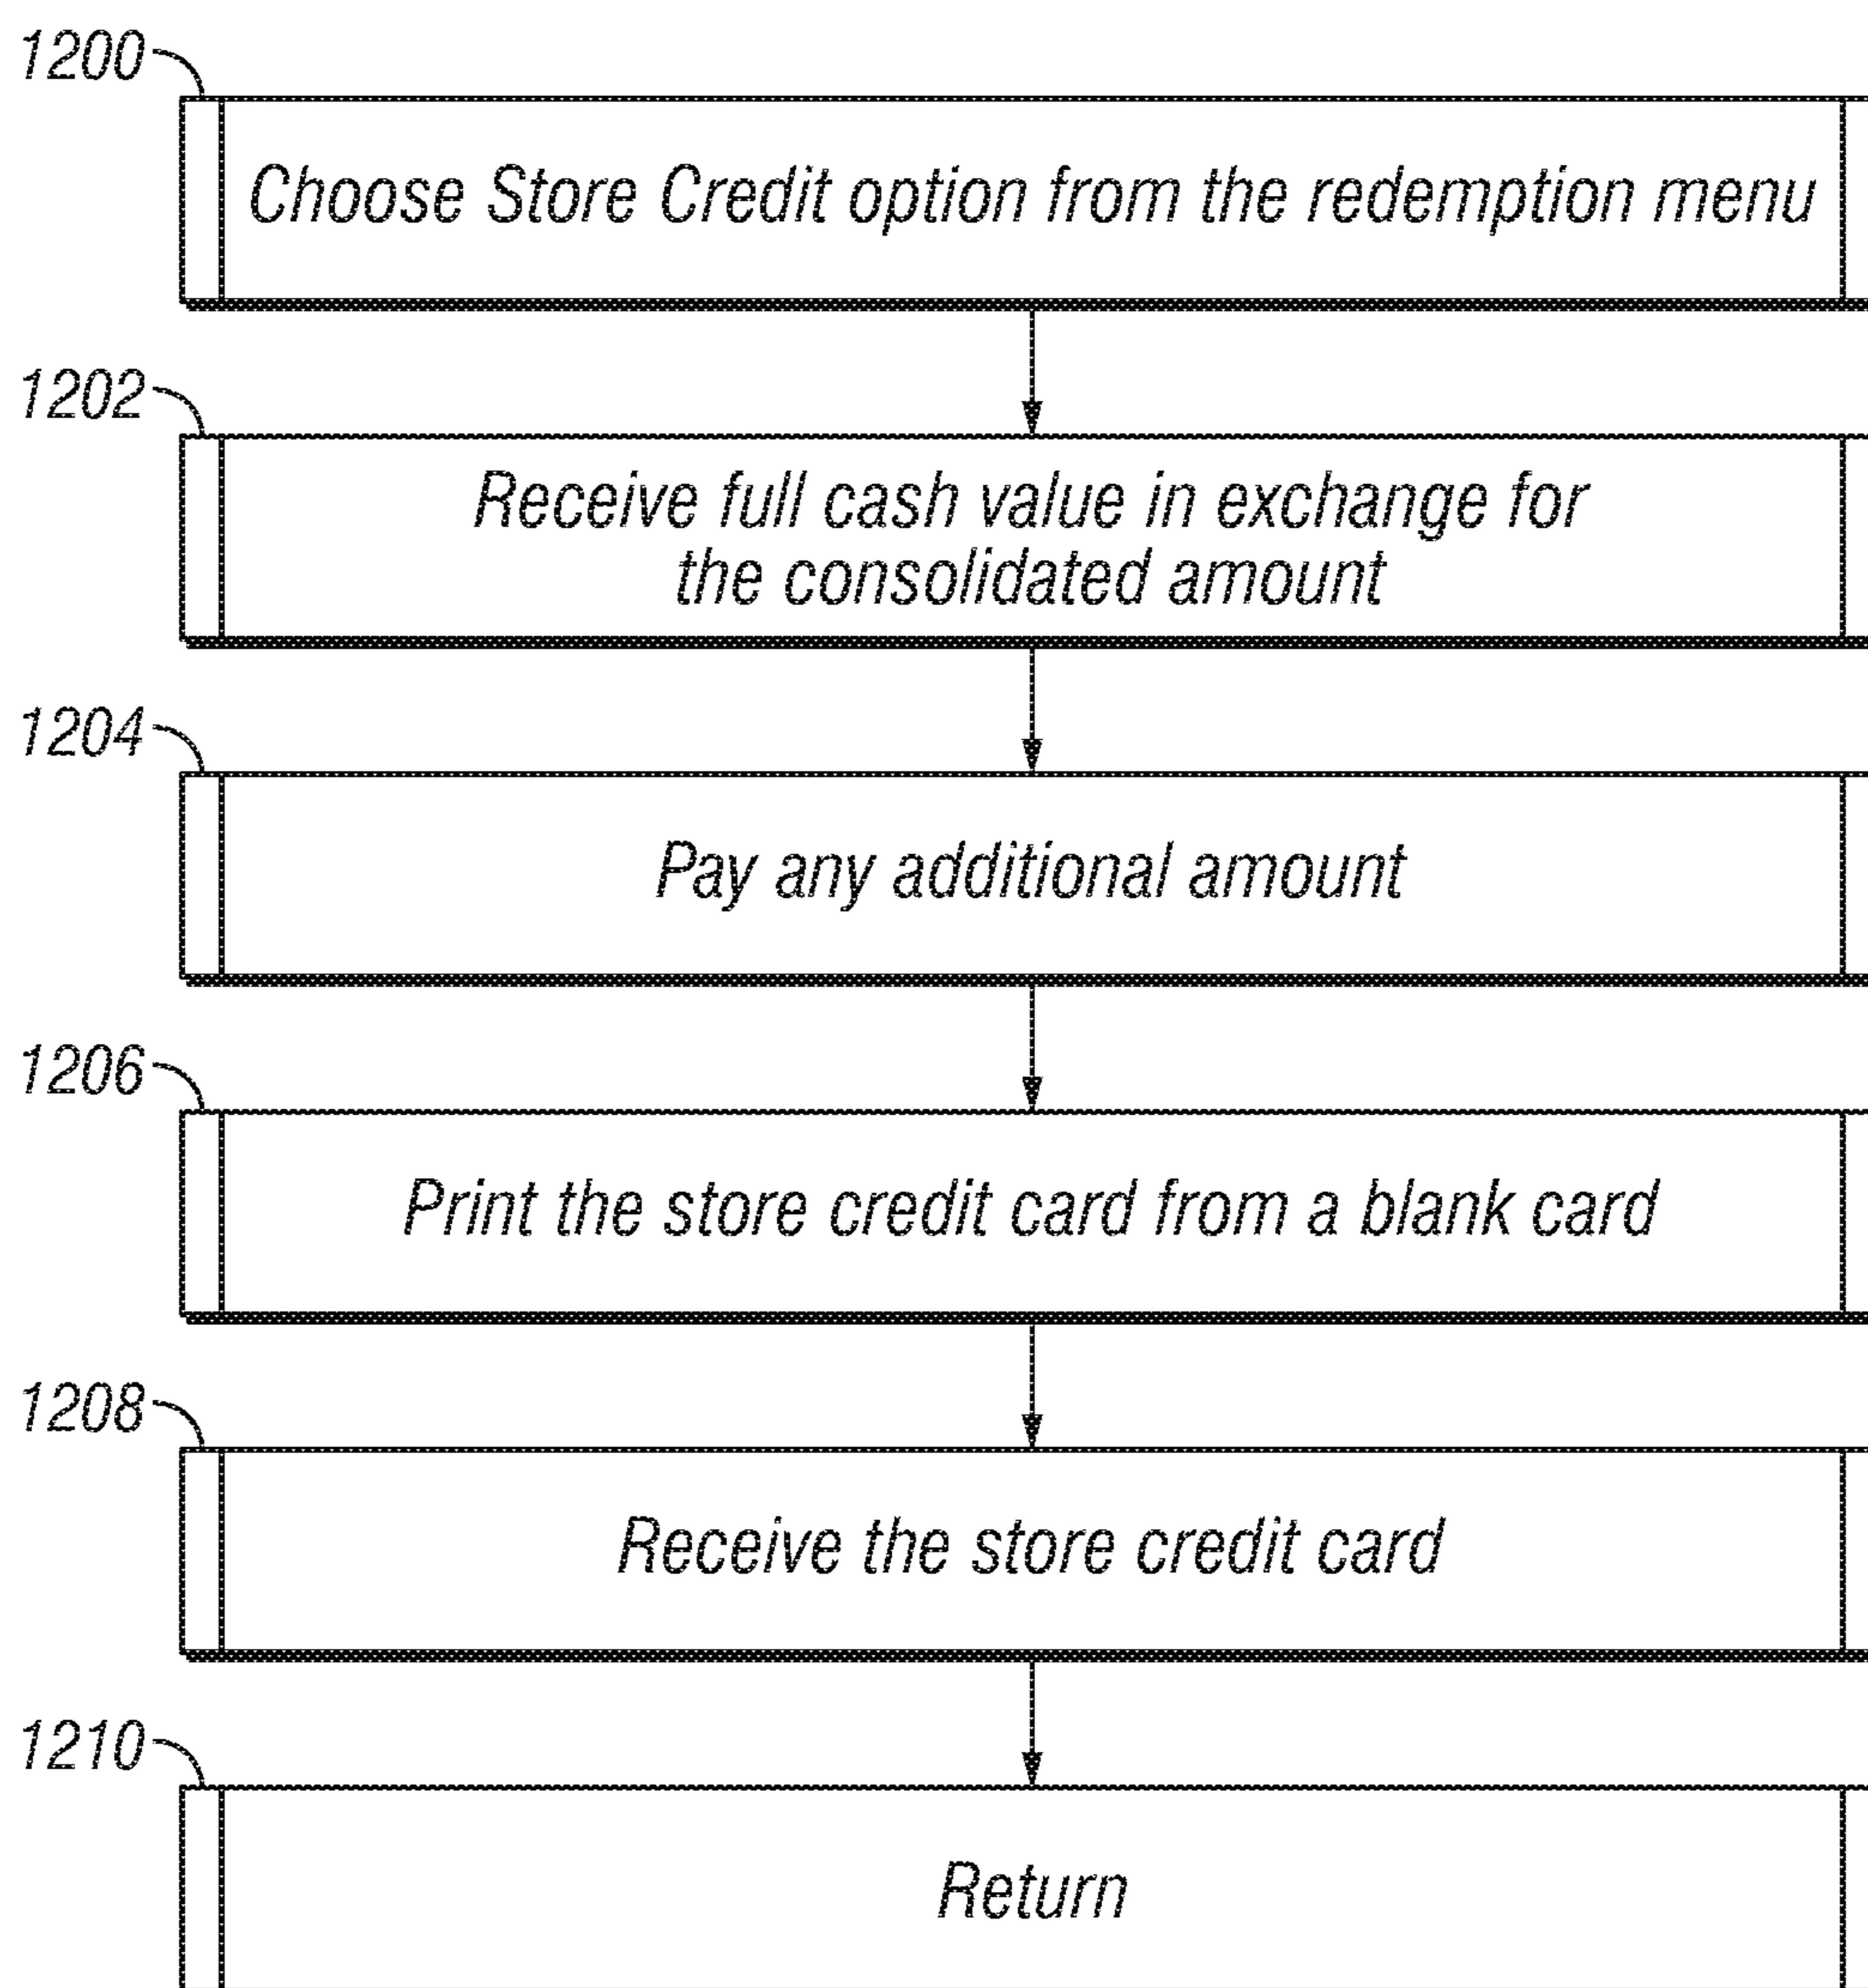 1200
Choose Store Credit option from the redemption menu
1202
Receive full cash value in exchange for
the consolidated amount
1204
Pay any additional amount
1206
Print the store credit card from a blank card
1208
Receive the store credit card
1210
Return